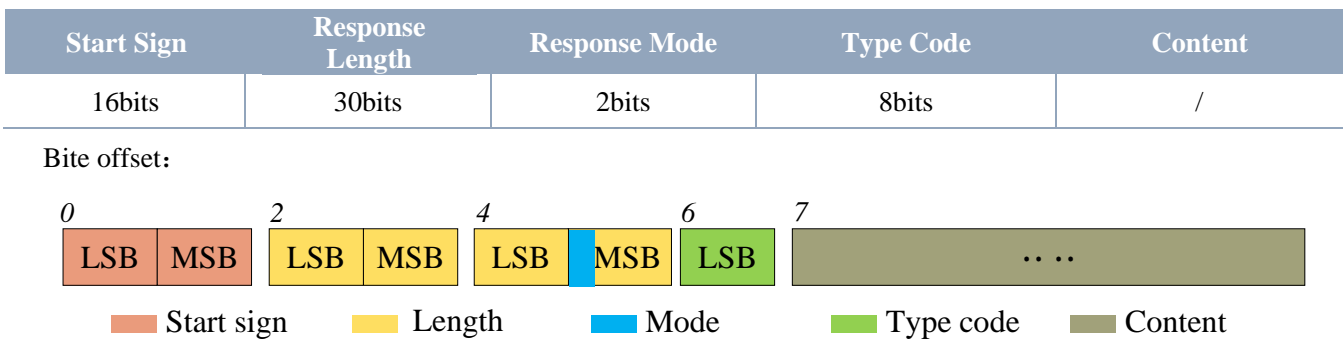 Start Sign Response Length Response Mode Type Code Content
16bits 30bits 2bits 8bits /
Bite offset：
0 2 4 6 7
LSB MSB LSB MSB LSB MSB LSB .. ..
Start sign Length Mode Type code Content